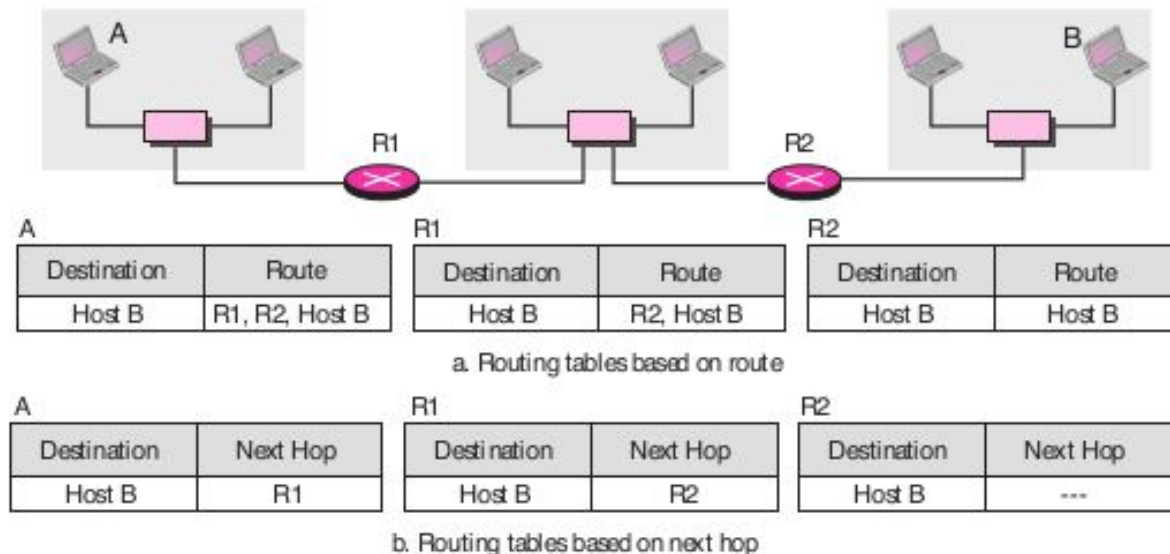 A B
R1 R2
A R1 R2
Destination Route Destination Route Destination Route
Host B R1, R2, Host B Host B R2, Host B Host B Host B
a. Routing tables based on route
A R1 R2
Destination Next Hop Destination Next Hop Destination Next Hop
Host B R1 Host B R2 Host B ---
b. Routing tables based on next hop